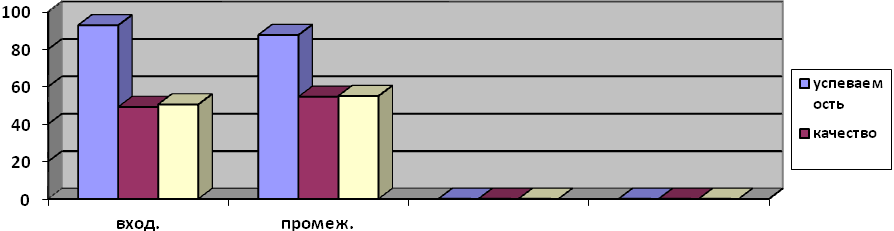 100
80
60
40
20
0
вход.
промеж.
успеваем
ость
качество